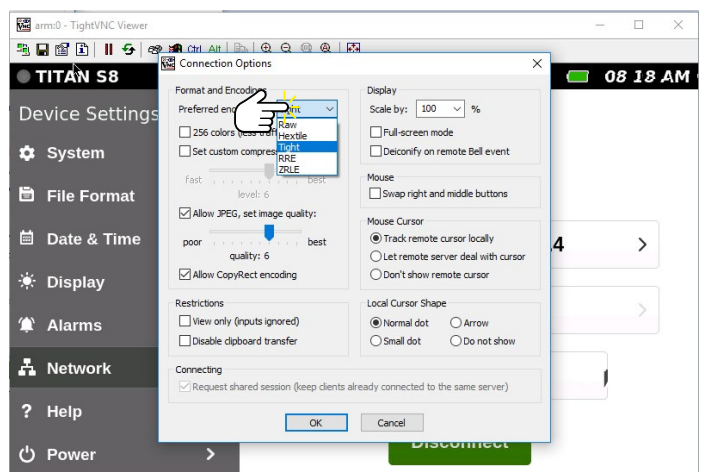 arm:0 - TightVNC Viewer
Ctrl Alt
TITAN S8
08 18 AM
Device Settings
System
File Format
Date & Time
Display
Alarms
Network
? Help
Power
Connection Options
Format and Encodings
Preferred
Tight
Raw
Hextile
Tight
RRE
ZRLE
256 colors
Set custom
fast
best
level: 6
Allow JPEG, set image quality:
poor
best
quality: 6
Allow CopyRect encoding
Restrictions
View only (inputs ignored)
Disable clipboard transfer
Display
Scale by: 100 %
Full-screen mode
Deiconify on remote Bell event
Mouse
Swap right and middle buttons
Mouse Cursor
Track remote cursor locally
Let remote server deal with cursor
Don't show remote cursor
Local Cursor Shape
Normal dot Arrow
Small dot Do not show
Connecting
Request shared session (keep clients already connected to the same server)
OK Cancel
.4
Disconnect